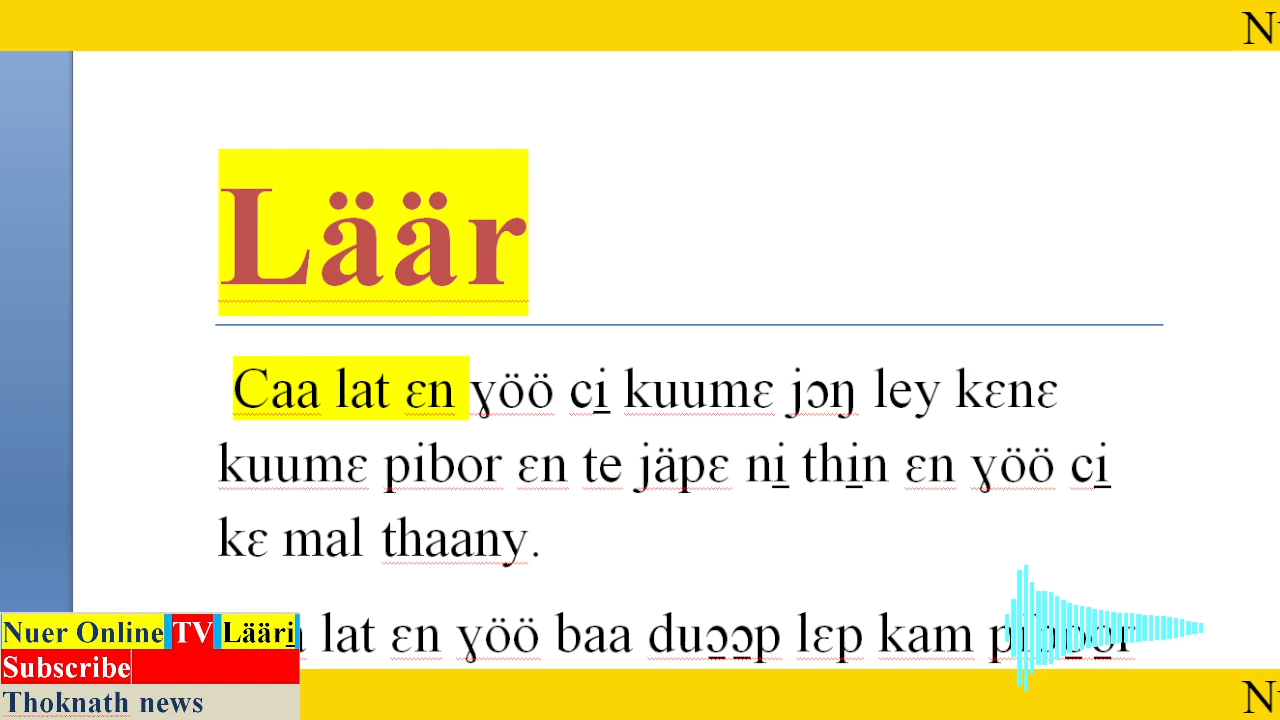 Läär
Caa lat ɛn ɣöö ci̱ kuumɛ jɔŋ ley kɛnɛ
kuumɛ pibor ɛn te jäpɛ ni̱ thi̱n ɛn ɣöö ci̱
kɛ mal thaany.
lat ɛn ɣöö baa duɔ̱ɔ̱p lɛp kam
Nuer Online TV Lääri̱
Subscribe
Thoknath news